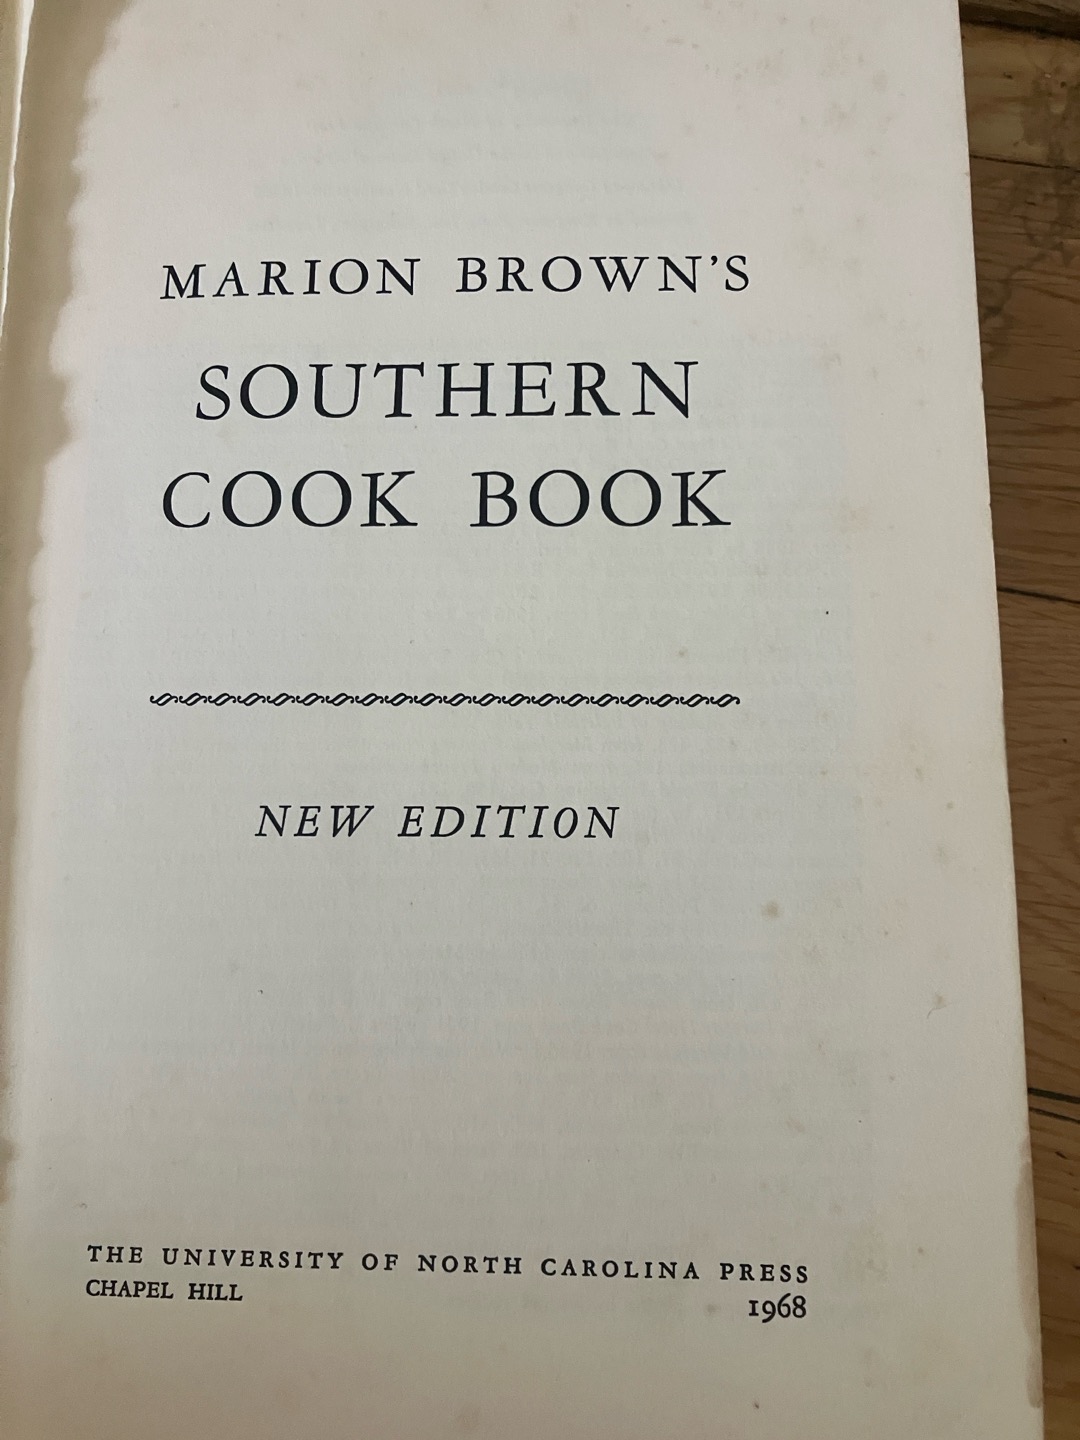 MARION BROWN'S
SOUTHERN
COOK BOOK
NEW EDITION
THE UNIVERSITY OF NORTH CAROLINA PRESS
CHAPEL HILL 1968